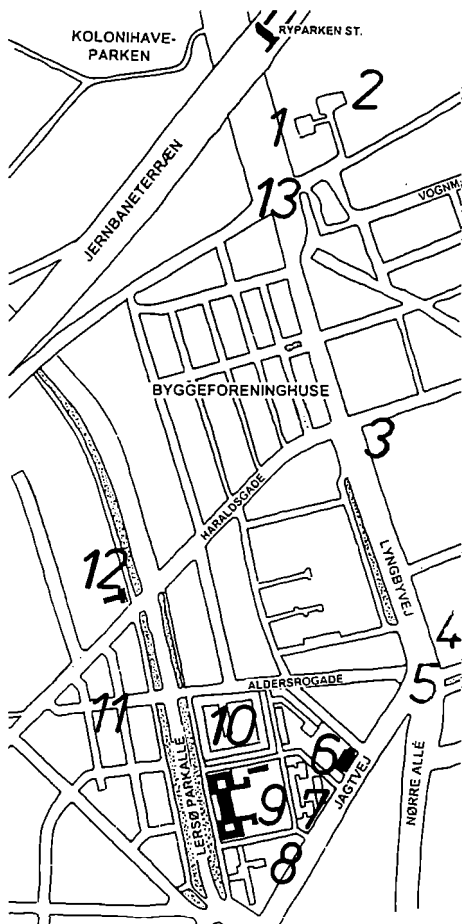 RYPARKEN ST.
KOLONIHAVE-
PARKEN
2
1
13
VOGNM
JERNBANETERRÆN
BYGGEFORENINGHUSE
3
HARALDSGADE
12
LYNGBYVEJ
4
ALDERSROGADE
5
11
10
6
JAGTVEJ
NØRRE ALLÉ
LERSØ PARKALLÉ
9
7
8